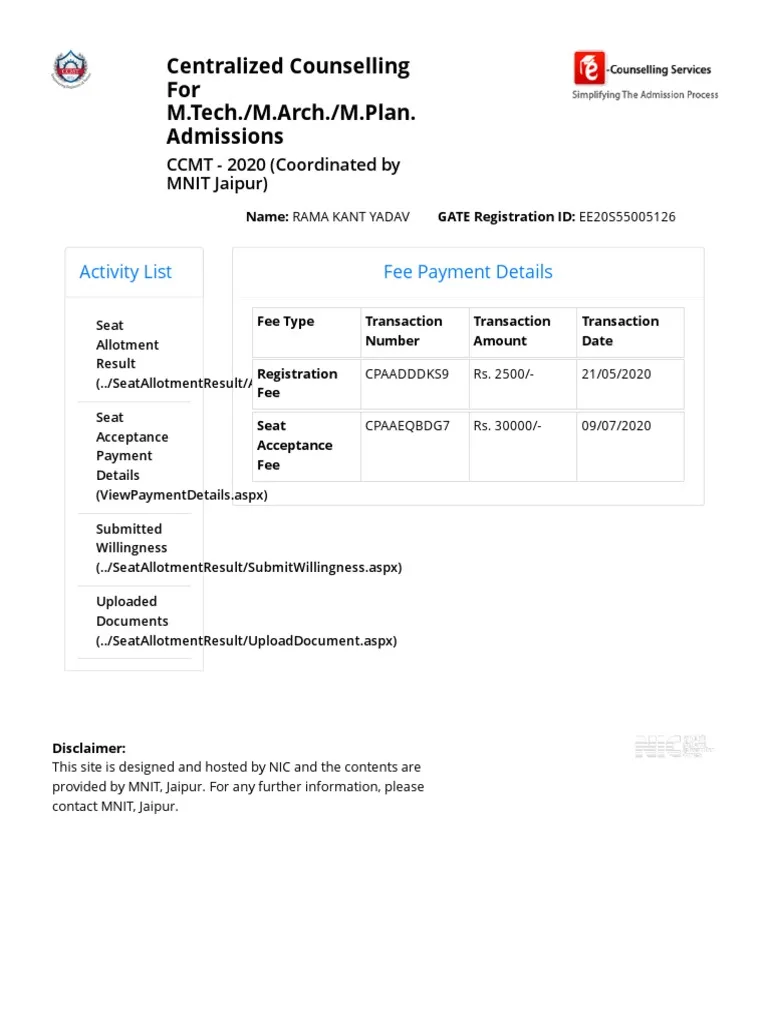 Centralized Counselling
For
M.Tech./M.Arch./M.Plan.
Admissions
CCMT - 2020 (Coordinated by
MNIT Jaipur)
CCMT
e-Counselling Services
Simplifying The Admission Process
Name: RAMA KANT YADAV GATE Registration ID: EE20S55005126
Activity List
Seat
Allotment
Result
(../SeatAllotmentResult/A
Seat
Acceptance
Payment
Details
(ViewPaymentDetails.aspx)
Submitted
Willingness
(../SeatAllotmentResult/SubmitWillingness.aspx)
Uploaded
Documents
(../SeatAllotmentResult/UploadDocument.aspx)
Fee Payment Details
Fee Type Transaction Number Transaction Amount Transaction Date
Registration Fee CPAADDDKS9 Rs. 2500/- 21/05/2020
Seat Acceptance Fee CPAAEQBDG7 Rs. 30000/- 09/07/2020
Disclaimer:
This site is designed and hosted by NIC and the contents are
provided by MNIT, Jaipur. For any further information, please
contact MNIT, Jaipur.
NIC